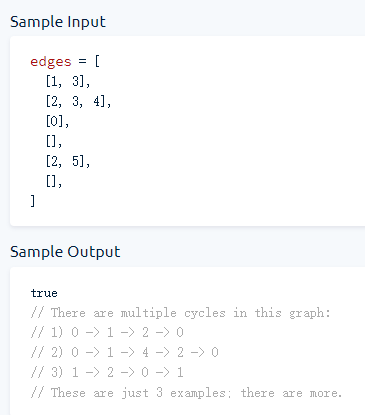 Sample Input
edges = [
[1, 3],
[2, 3, 4],
[0],
[],
[2, 5],
[],
]
Sample Output
true
// There are multiple cycles in this graph:
// 1) 0 -> 1 -> 2 -> 0
// 2) 0 -> 1 -> 4 -> 2 -> 0
// 3) 1 -> 2 -> 0 -> 1
// These are just 3 examples; there are more.